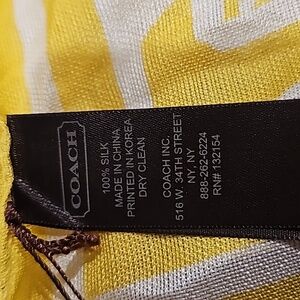 COACH
100% SILK
MADE IN CHINA
PRINTED IN KOREA
DRY CLEAN
COACH INC.
516 W. 34TH STREET
NY, NY
888-262-6224
RN# 132154